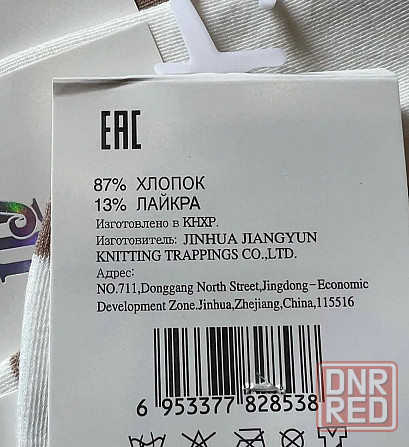 EAC
87% ХЛОПОК
13% ЛАЙКРА
Изготовлено в КНХР.
Изготовитель: JINHUA JIANGYUN
KNITTING TRAPPINGS CO.,LTD.
Адрес:
NO.711,Donggang North Street,Jingdong-Economic
Development Zone.Jinhua,Zhejiang,China,115516
6 953377 828538
DNR
RED